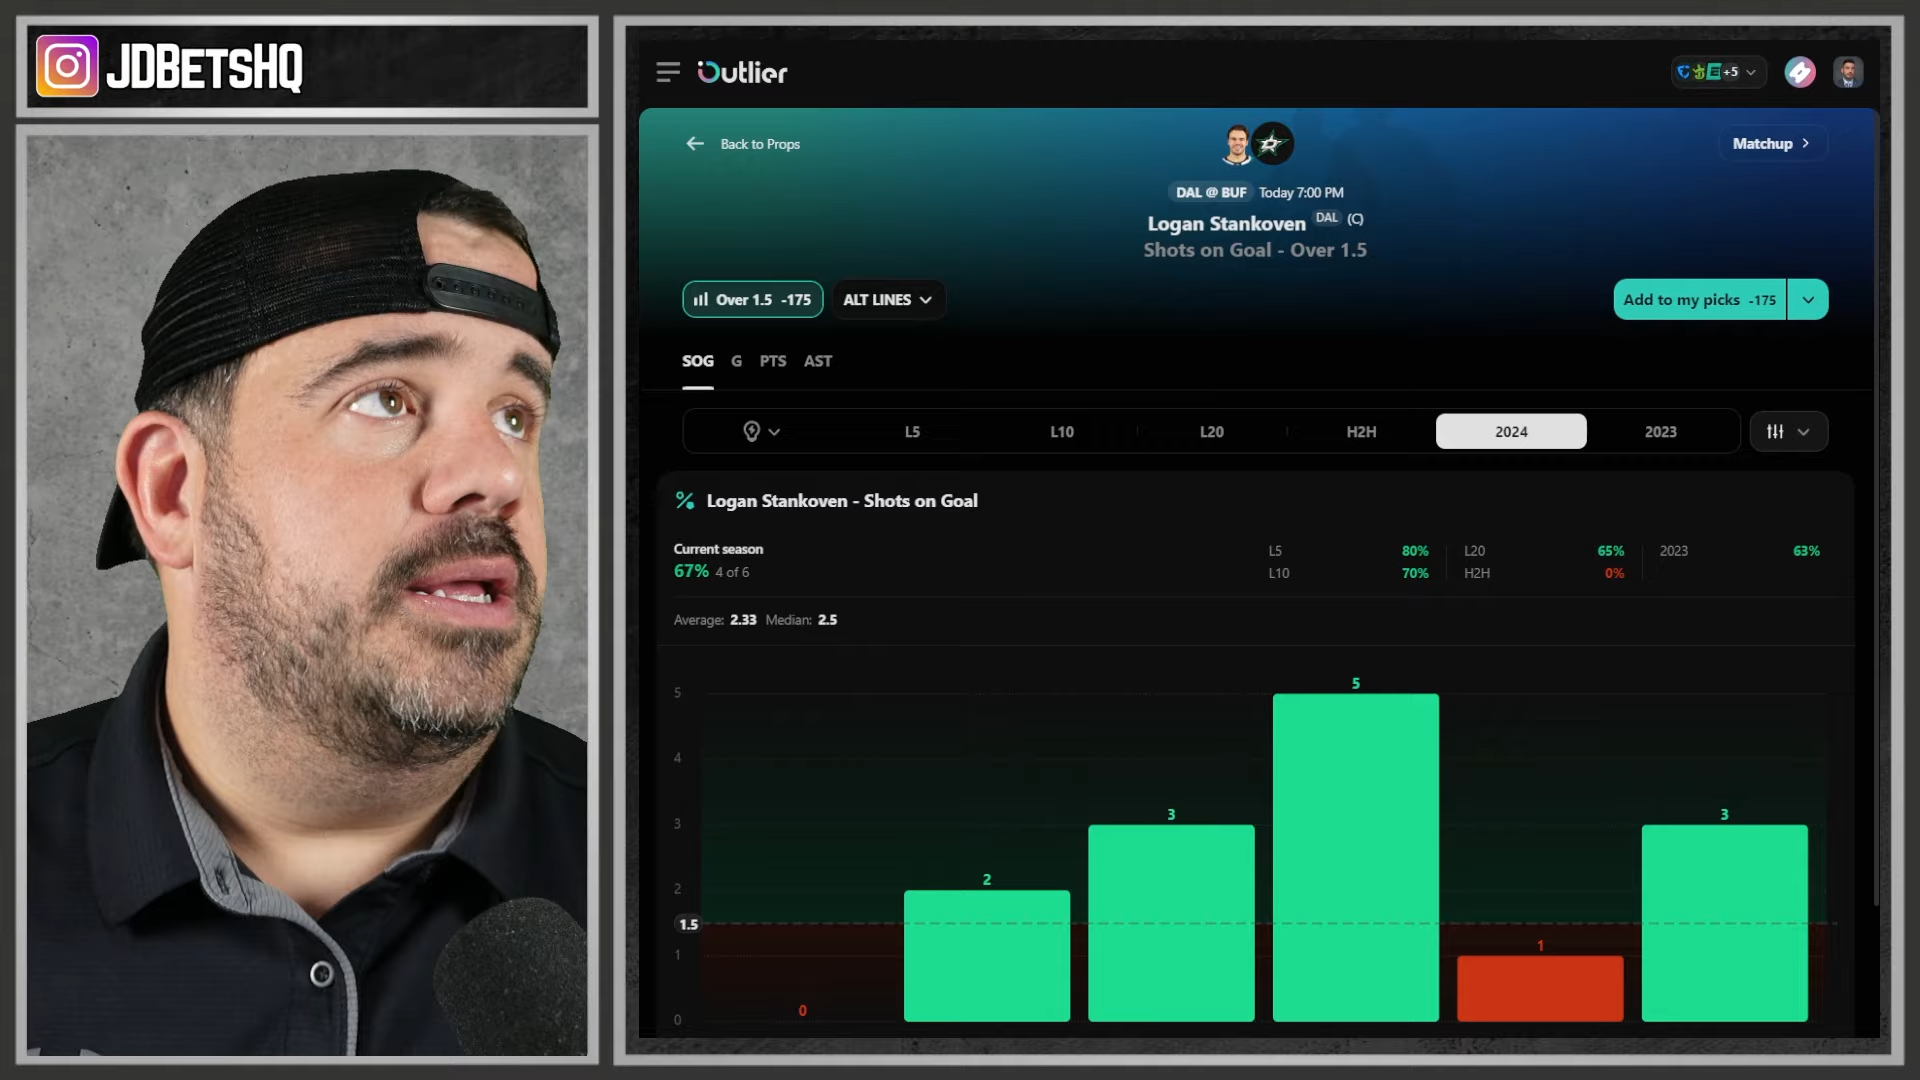 JDBETSHQ
Outlier
+5
Back to Props
Matchup
DAL @ BUF Today 7:00 PM
Logan Stankoven DAL (C)
Shots on Goal - Over 1.5
Over 1.5 -175
ALT LINES
Add to my picks -175
SOG G PTS AST
L5 L10 L20 H2H 2024 2023
Logan Stankoven - Shots on Goal
Current season
67% 4 of 6
L5 80% L20 65% 2023 63%
L10 70% H2H 0%
Average: 2.33 Median: 2.5
5
4
3
2
1.5
1
0
0
2
3
5
1
3